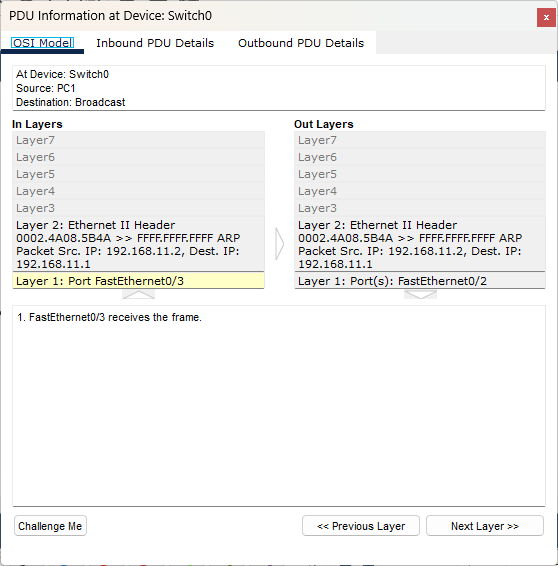 PDU Information at Device: Switch0
x
OSI Model
Inbound PDU Details
Outbound PDU Details
At Device: Switch0
Source: PC1
Destination: Broadcast
In Layers
Layer7
Layer6
Layer5
Layer4
Layer3
Layer 2: Ethernet II Header
0002.4A08.5B4A >> FFFF.FFFF.FFFF ARP
Packet Src. IP: 192.168.11.2, Dest. IP:
192.168.11.1
Layer 1: Port FastEthernet0/3
Out Layers
Layer7
Layer6
Layer5
Layer4
Layer3
Layer 2: Ethernet II Header
0002.4A08.5B4A >> FFFF.FFFF.FFFF ARP
Packet Src. IP: 192.168.11.2, Dest. IP:
192.168.11.1
Layer 1: Port(s): FastEthernet0/2
1. FastEthernet0/3 receives the frame.
Challenge Me
<< Previous Layer
Next Layer >>